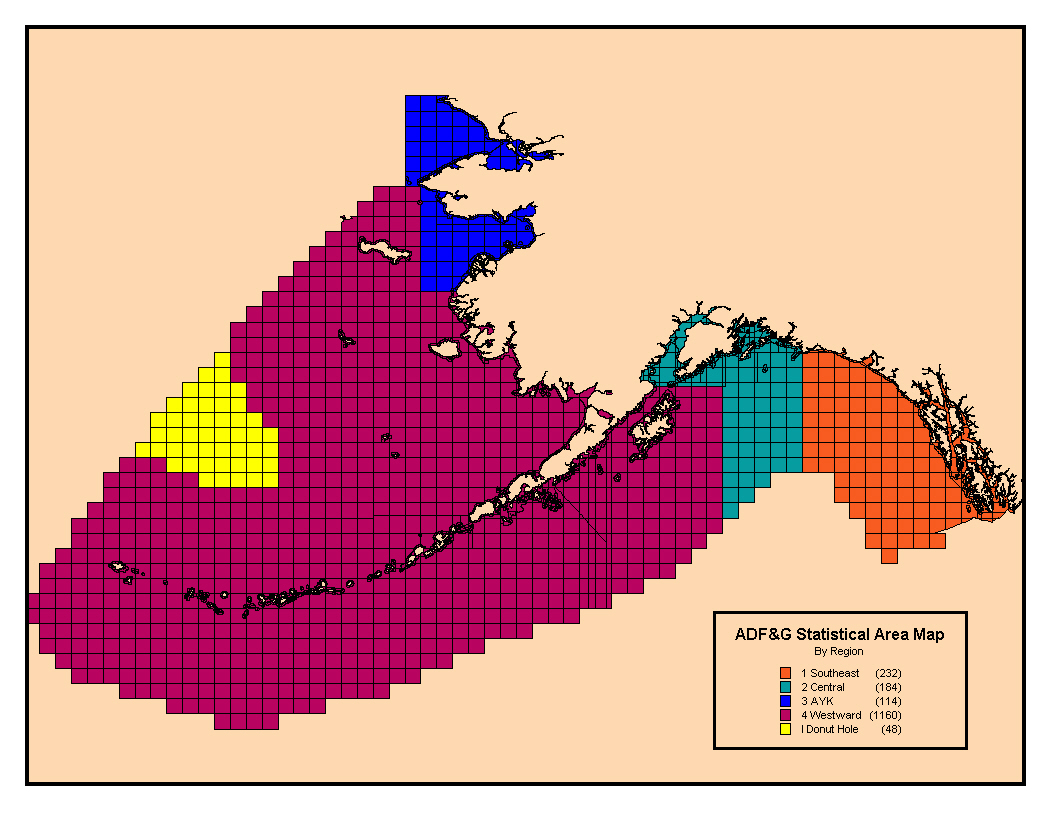 ADF&G Statistical Area Map
By Region
1 Southeast (232)
2 Central (184)
3 AYK (114)
4 Westward (1160)
I Donut Hole (48)